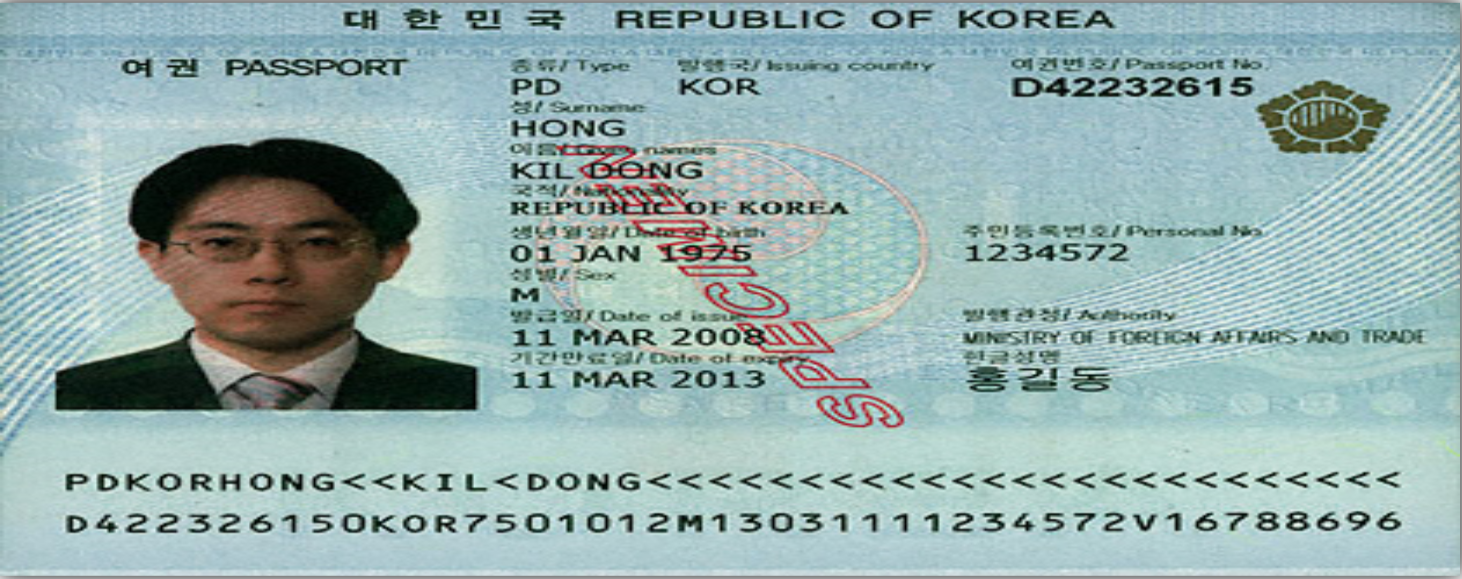 대한민국 REPUBLIC OF KOREA
여권 PASSPORT
종류/Type 발행국/Issuing country 여권번호/Passport No.
PD KOR D42232615
성/Surname
HONG
이름/Given names
KIL DONG
국적/Nationality
REPUBLIC OF KOREA
생년월일/Date of birth 주민등록번호/Personal No.
01 JAN 1975 1234572
성별/Sex
M
발급일/Date of issue 발행관청/Authority
11 MAR 2008 MINISTRY OF FOREIGN AFFAIRS AND TRADE
기간만료일/Date of expiry 한글성명
11 MAR 2013 홍길동
SPECIMEN
PDKORHONG<<KIL<DONG<<<<<<<<<<<<<<<<<<<<<<<<<
D422326150KOR7501012M13031111234572V16788696